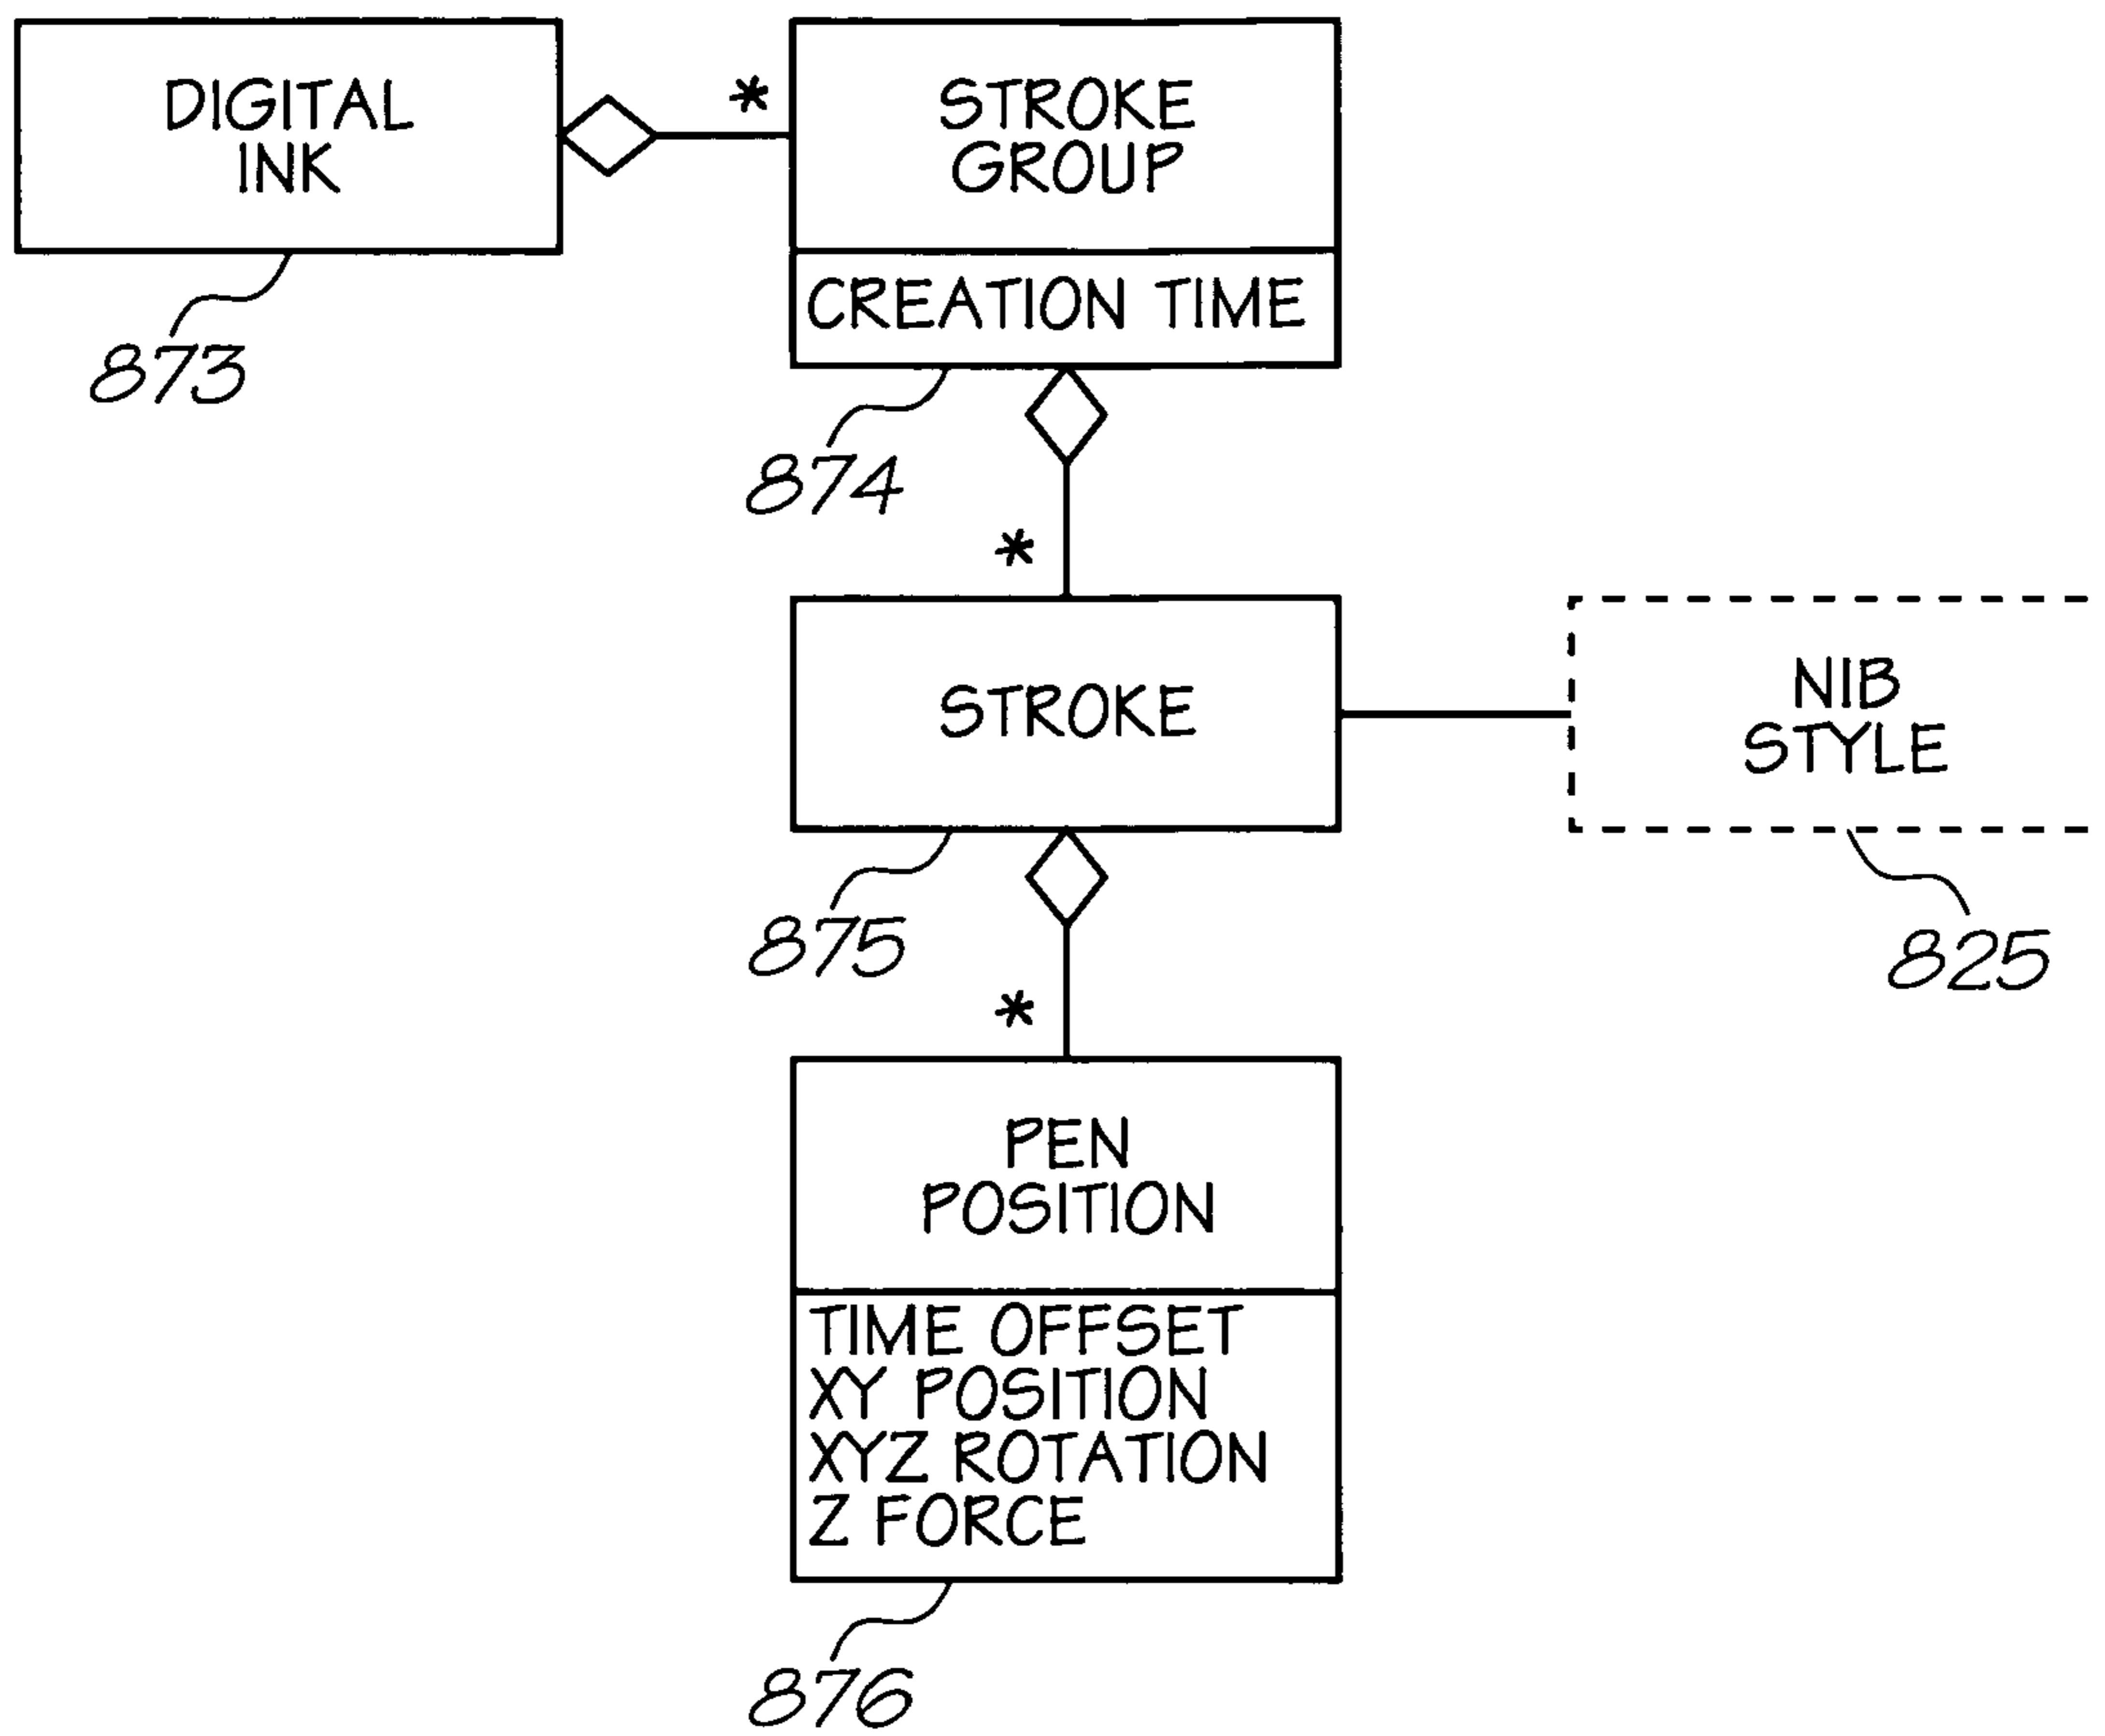 DIGITAL
INK
*
STROKE
GROUP
CREATION TIME
873
874
*
STROKE
NIB
STYLE
875
825
*
PEN
POSITION
TIME OFFSET
XY POSITION
XYZ ROTATION
Z FORCE
876